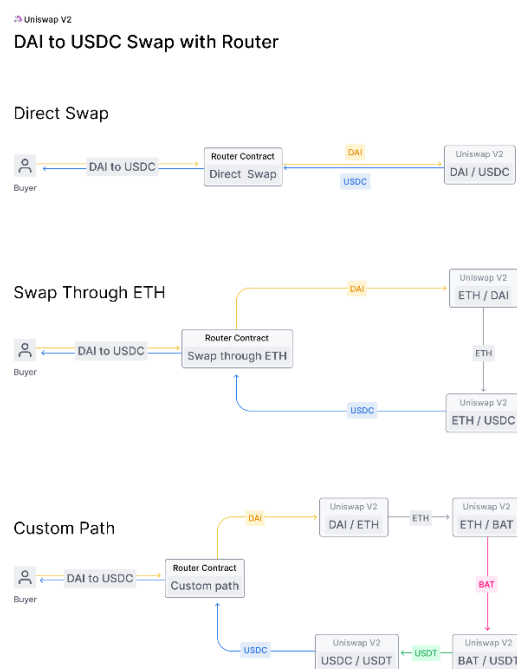 Uniswap V2
DAI to USDC Swap with Router
Direct Swap
DAI to USDC
Buyer
Router Contract
Direct Swap
DAI
USDC
Uniswap V2
DAI / USDC
Swap Through ETH
DAI to USDC
Buyer
Router Contract
Swap through ETH
DAI
Uniswap V2
ETH / DAI
ETH
Uniswap V2
ETH / USDC
USDC
Custom Path
DAI to USDC
Buyer
Router Contract
Custom path
DAI
Uniswap V2
DAI / ETH
ETH
Uniswap V2
ETH / BAT
BAT
Uniswap V2
BAT / USDT
USDT
Uniswap V2
USDC / USDT
USDC